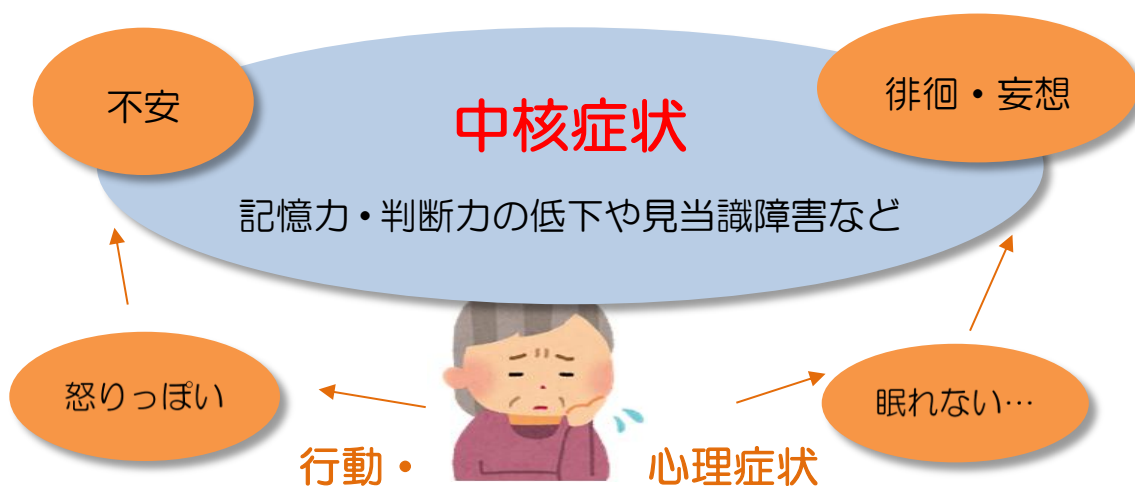 不安
徘徊・妄想
中核症状
記憶力・判断力の低下や見当識障害など
怒りっぽい
眠れない…
行動・
心理症状